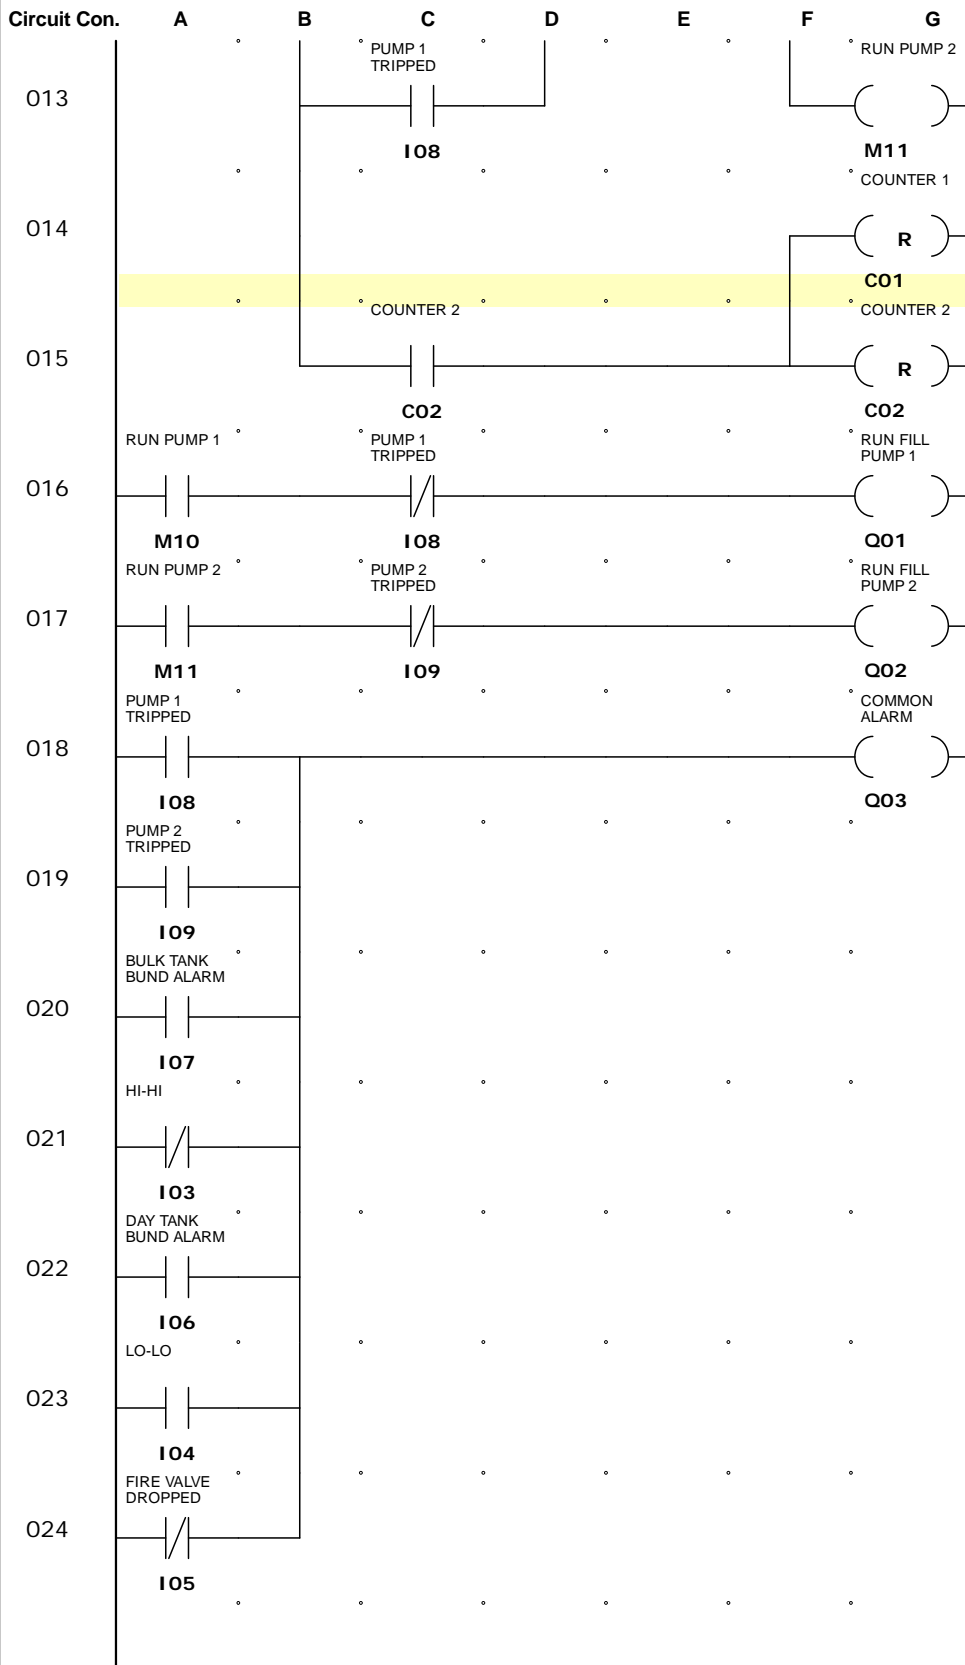 Circuit Con. A B C D E F G
PUMP 1
TRIPPED
RUN PUMP 2
013
I08
M11
COUNTER 1
014
R
C01
COUNTER 2
COUNTER 2
015
R
C02
C02
RUN PUMP 1
PUMP 1
TRIPPED
RUN FILL
PUMP 1
016
M10
I08
Q01
RUN PUMP 2
PUMP 2
TRIPPED
RUN FILL
PUMP 2
017
M11
I09
Q02
PUMP 1
TRIPPED
COMMON
ALARM
018
I08
Q03
PUMP 2
TRIPPED
019
I09
BULK TANK
BUND ALARM
020
I07
HI-HI
021
I03
DAY TANK
BUND ALARM
022
I06
LO-LO
023
I04
FIRE VALVE
DROPPED
024
I05